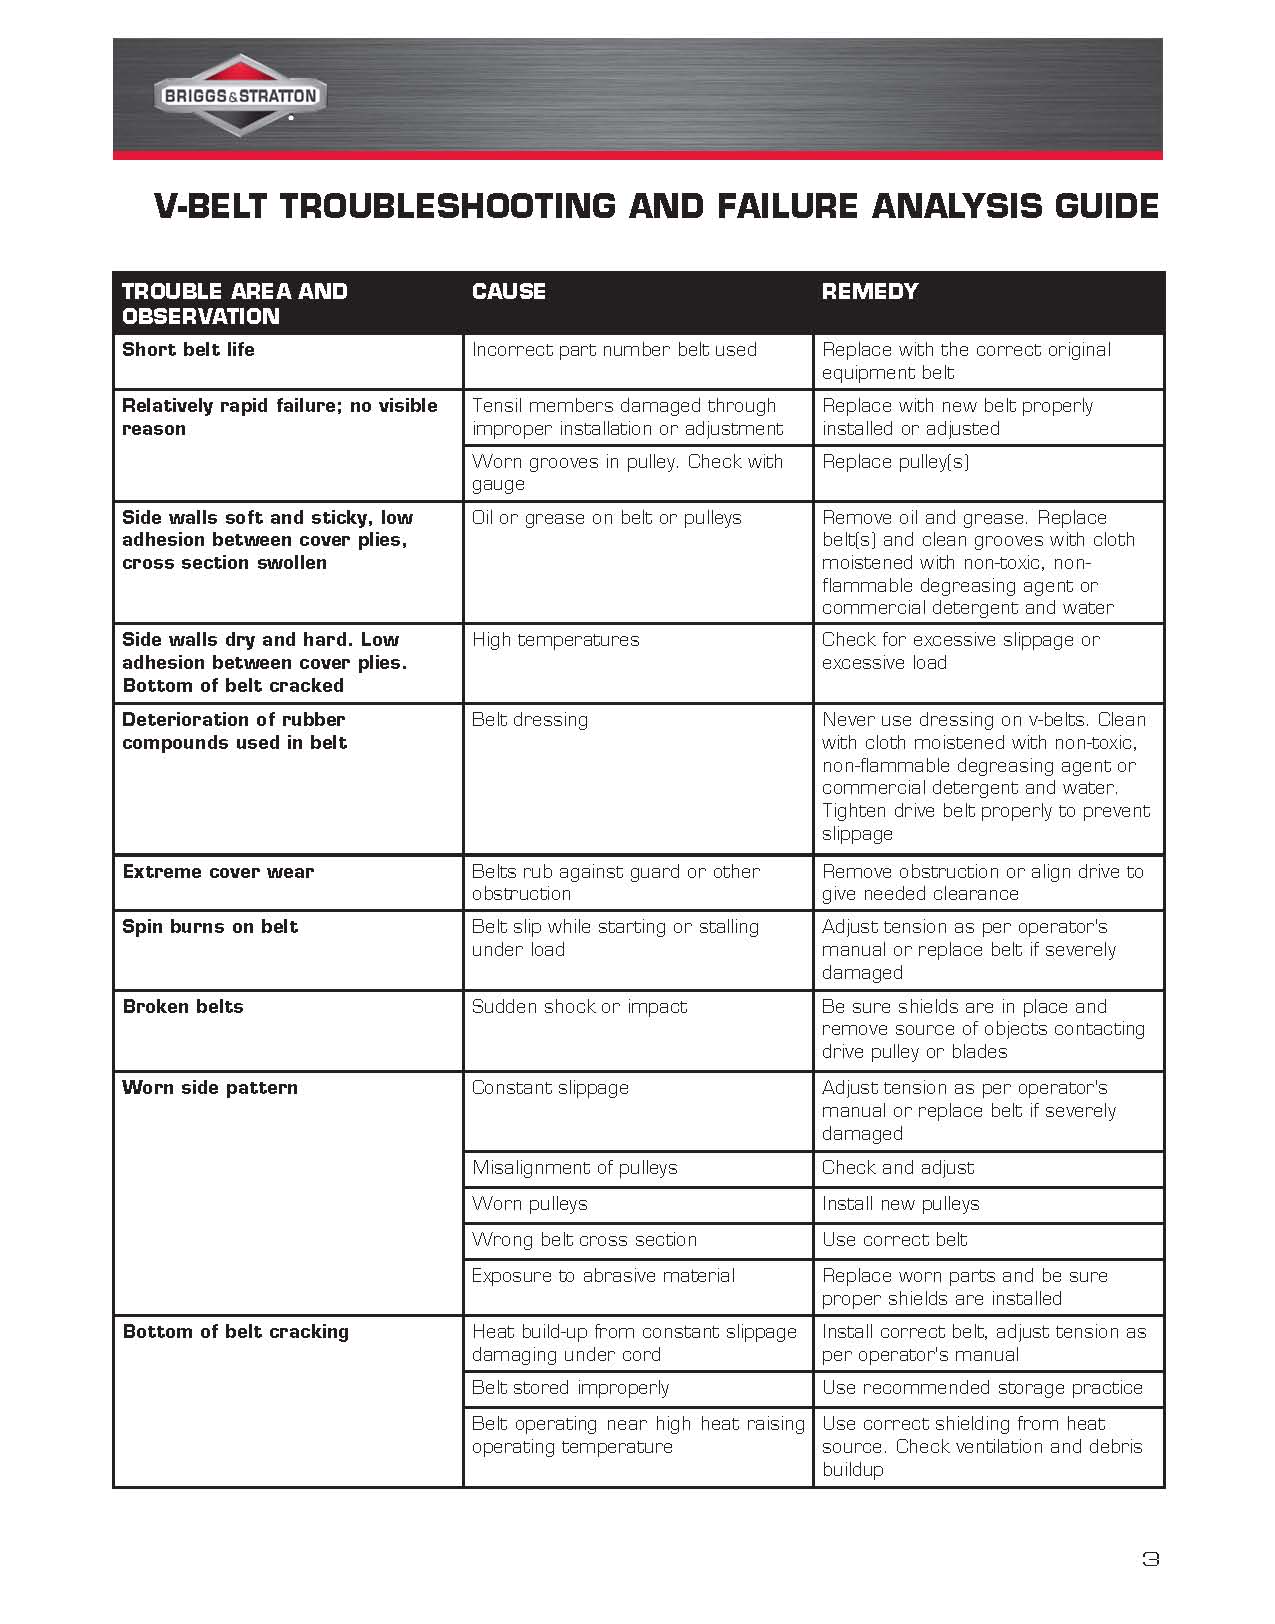 BRIGGS&STRATTON
V-BELT TROUBLESHOOTING AND FAILURE ANALYSIS GUIDE
TROUBLE AREA AND
OBSERVATION
CAUSE
REMEDY
Short belt life
Incorrect part number belt used
Replace with the correct original
equipment belt
Relatively rapid failure; no visible
reason
Tensil members damaged through
improper installation or adjustment
Replace with new belt properly
installed or adjusted
Worn grooves in pulley. Check with
gauge
Replace pulley(s)
Side walls soft and sticky, low
adhesion between cover plies,
cross section swollen
Oil or grease on belt or pulleys
Remove oil and grease. Replace
belt(s) and clean grooves with cloth
moistened with non-toxic, non-
flammable degreasing agent or
commercial detergent and water
Side walls dry and hard. Low
adhesion between cover plies.
Bottom of belt cracked
High temperatures
Check for excessive slippage or
excessive load
Deterioration of rubber
compounds used in belt
Belt dressing
Never use dressing on v-belts. Clean
with cloth moistened with non-toxic,
non-flammable degreasing agent or
commercial detergent and water.
Tighten drive belt properly to prevent
slippage
Extreme cover wear
Belts rub against guard or other
obstruction
Remove obstruction or align drive to
give needed clearance
Spin burns on belt
Belt slip while starting or stalling
under load
Adjust tension as per operator's
manual or replace belt if severely
damaged
Broken belts
Sudden shock or impact
Be sure shields are in place and
remove source of objects contacting
drive pulley or blades
Worn side pattern
Constant slippage
Adjust tension as per operator's
manual or replace belt if severely
damaged
Misalignment of pulleys
Check and adjust
Worn pulleys
Install new pulleys
Wrong belt cross section
Use correct belt
Exposure to abrasive material
Replace worn parts and be sure
proper shields are installed
Bottom of belt cracking
Heat build-up from constant slippage
damaging under cord
Install correct belt, adjust tension as
per operator's manual
Belt stored improperly
Use recommended storage practice
Belt operating near high heat raising
operating temperature
Use correct shielding from heat
source. Check ventilation and debris
buildup
3